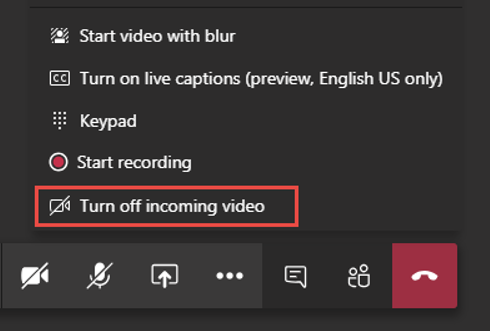 Start video with blur
CC Turn on live captions (preview, English US only)
Keypad
Start recording
Turn off incoming video